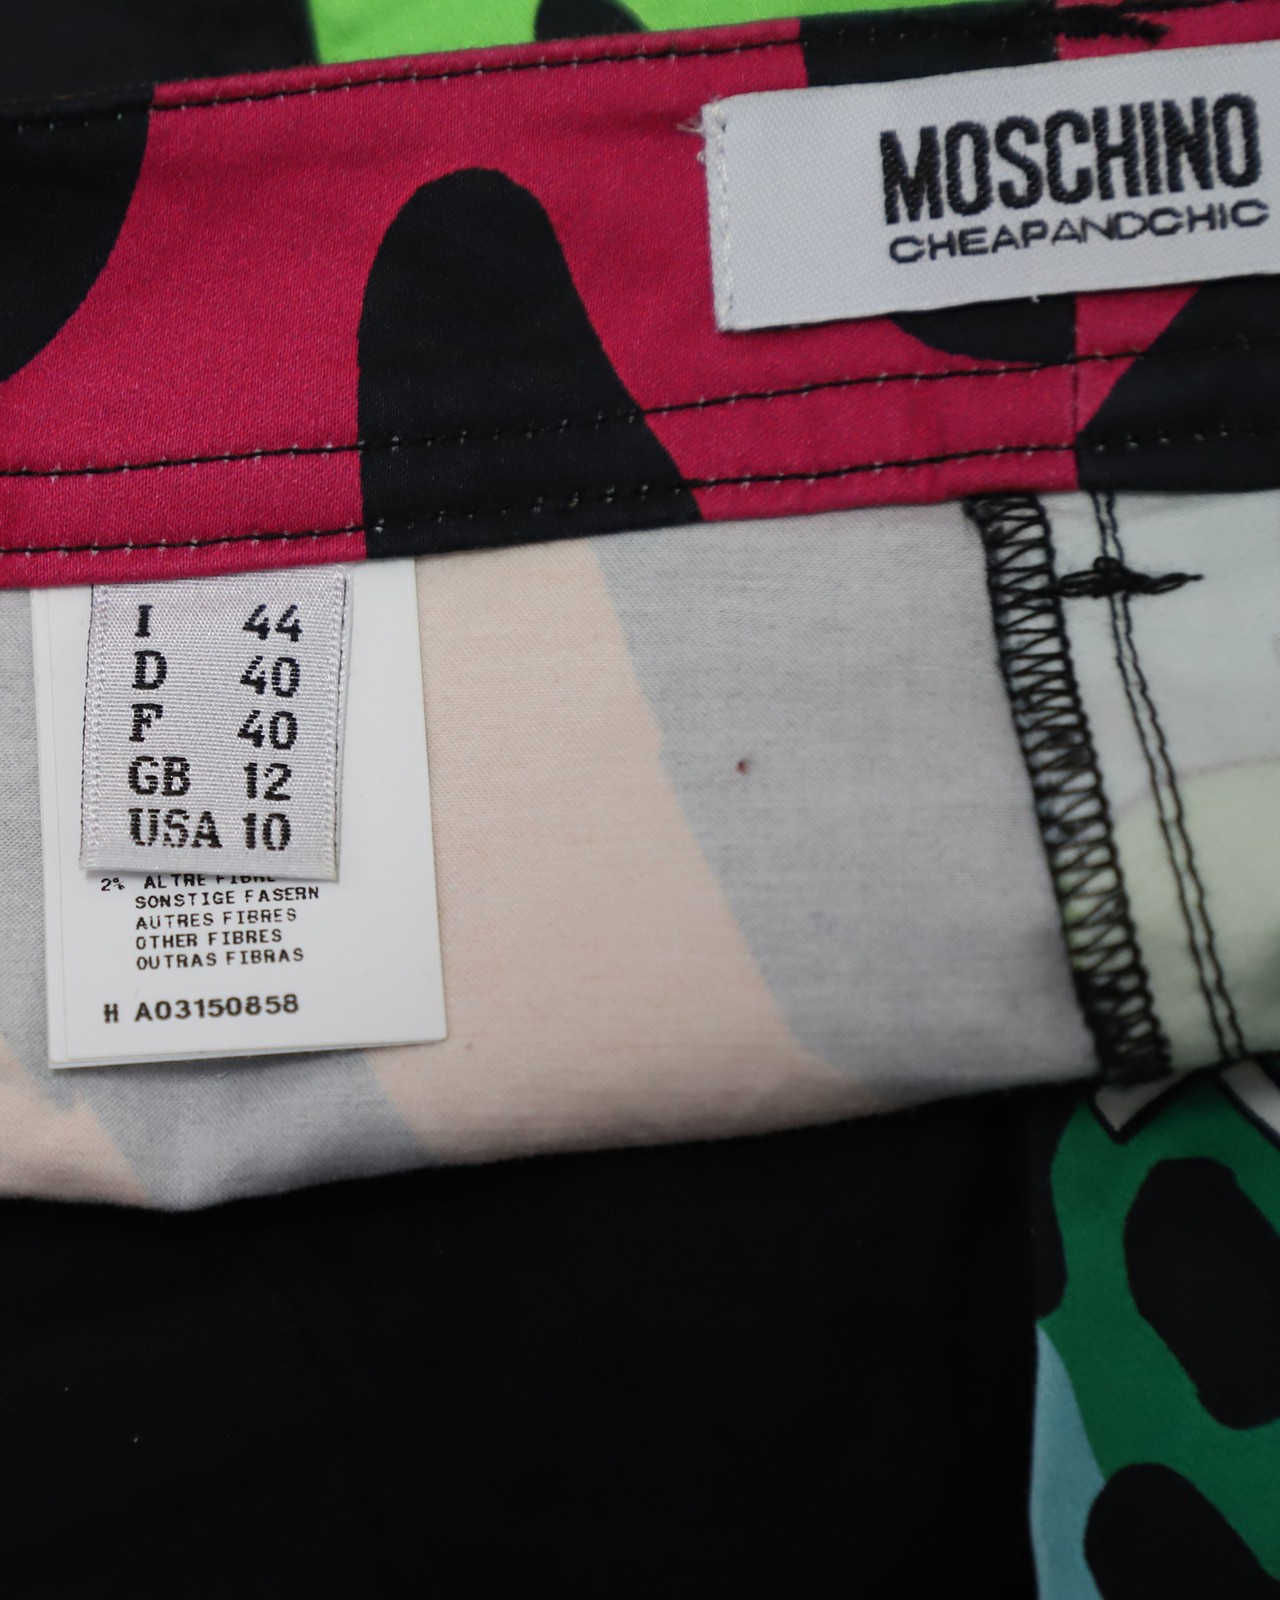 MOSCHINO
CHEAPANDCHIC
I 44
D 40
F 40
GB 12
USA 10
2% ALTRE FIBRE
SONSTIGE FASERN
AUTRES FIBRES
OTHER FIBRES
OUTRAS FIBRAS
H A03150858